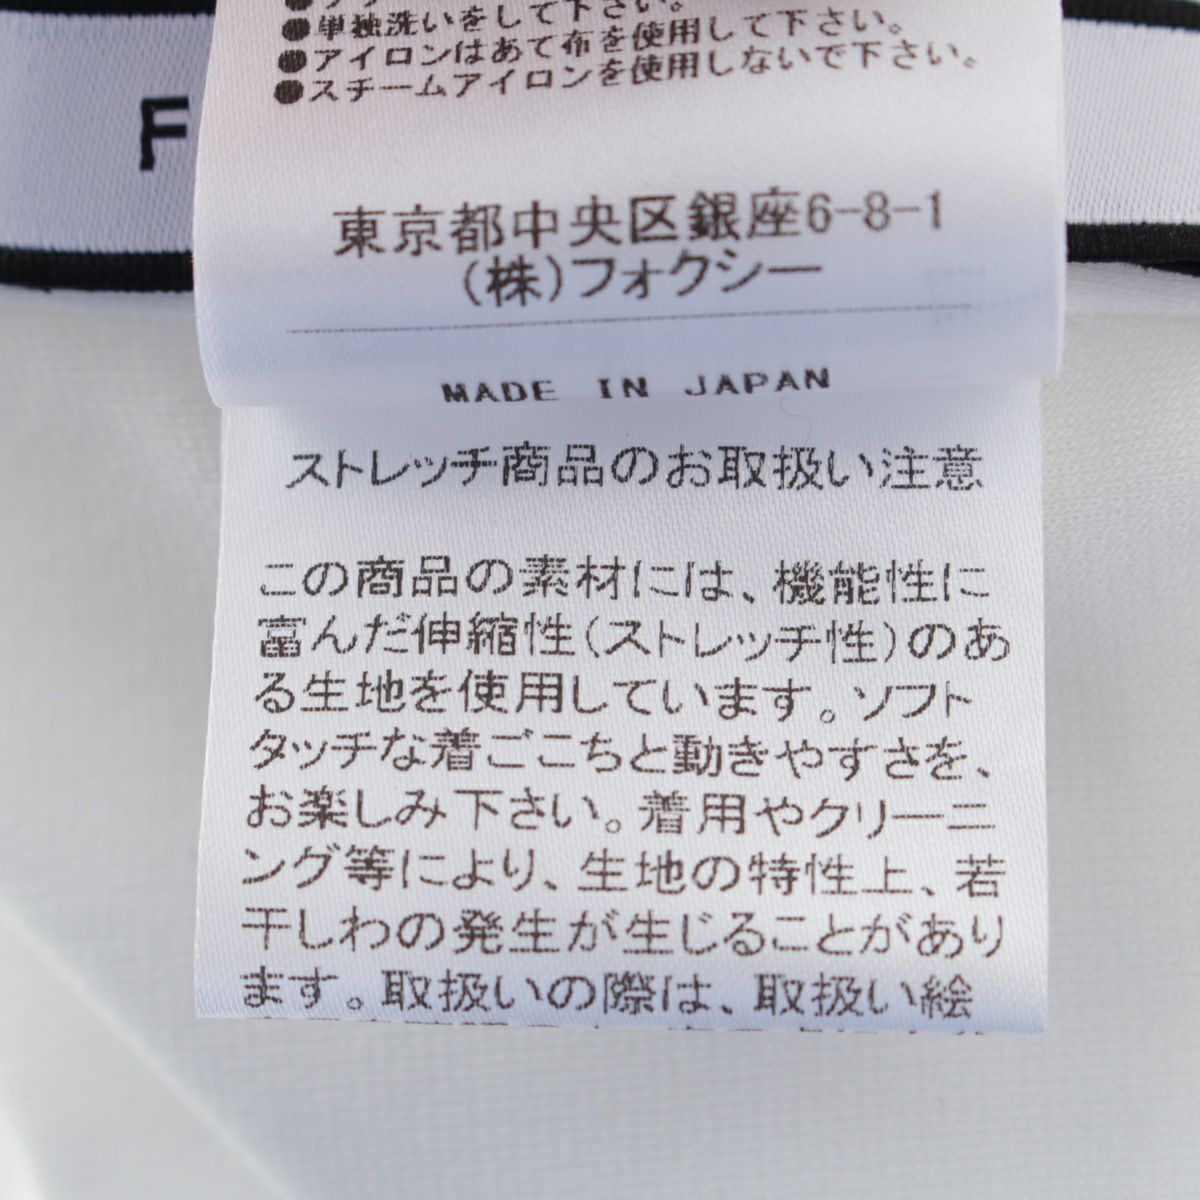 ●単独洗いをして下さい。
●アイロンはあて布を使用して下さい。
●スチームアイロンを使用しないで下さい。
F
東京都中央区銀座6-8-1
(株)フォクシー
MADE IN JAPAN
ストレッチ商品のお取扱い注意
この商品の素材には、機能性に
富んだ伸縮性(ストレッチ性)のあ
る生地を使用しています。ソフト
タッチな着ごこちと動きやすさを、
お楽しみ下さい。着用やクリーニ
ング等により、生地の特性上、若
干しわの発生が生じることがあり
ます。取扱いの際は、取扱い絵